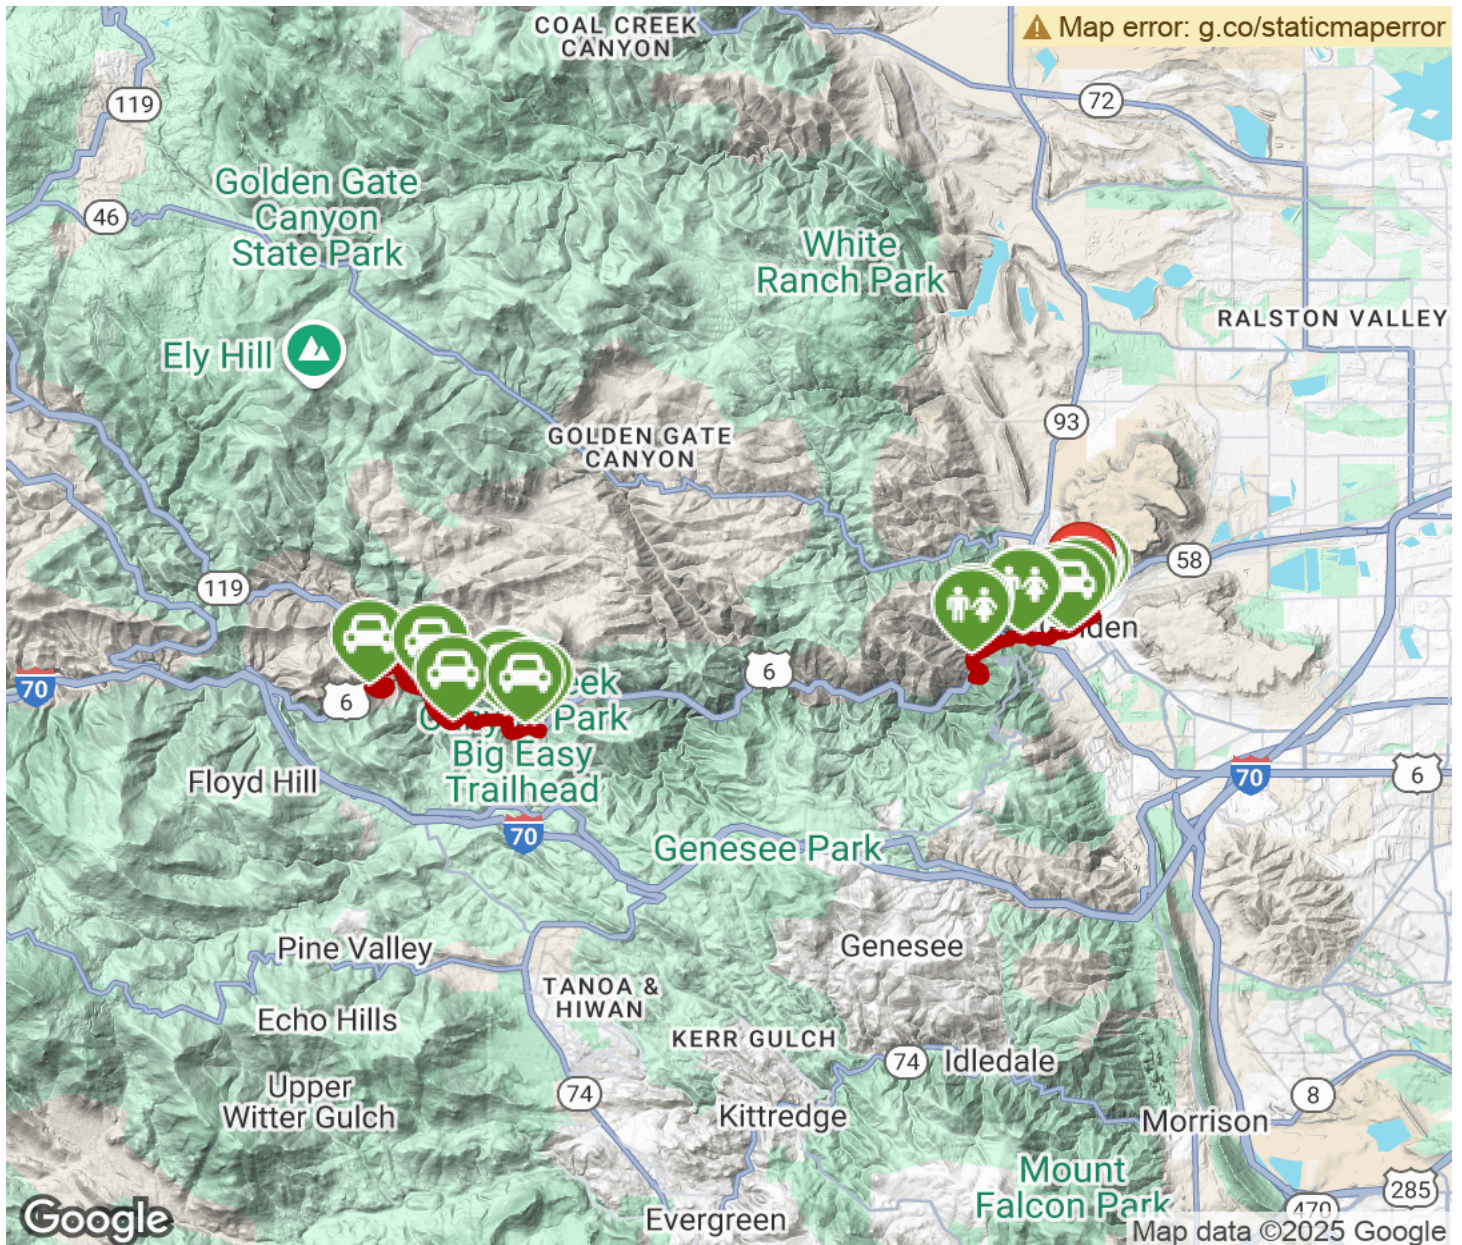 COAL CREEK
CANYON
Map error: g.co/staticmaperror
119
72
Golden Gate
Canyon
State Park
46
White
Ranch Park
RALSTON VALLEY
Ely Hill
93
GOLDEN GATE
CANYON
58
119
6
70
6
Park
Big Easy
Trailhead
Floyd Hill
70
6
70
Genesee Park
Pine Valley
Genesee
TANOA &
HIWAN
Echo Hills
KERR GULCH
74
Idledale
Upper
Witter Gulch
74
Kittredge
8
Morrison
Mount
Falcon Park
285
470
Google
Evergreen
Map data ©2025 Google